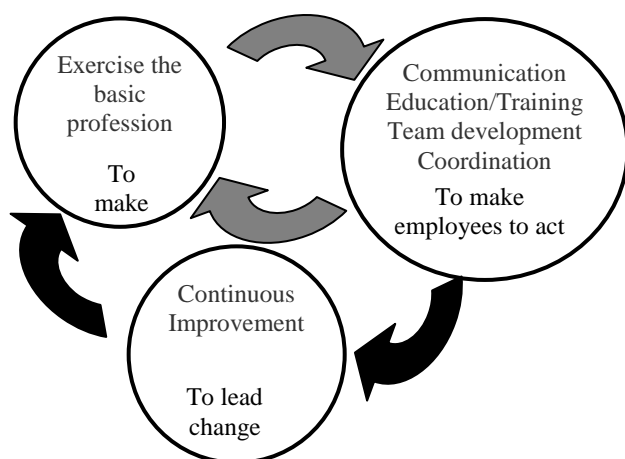 Exercise the
basic
profession
To
make
Communication
Education/Training
Team development
Coordination
To make
employees to act
Continuous
Improvement
To lead
change